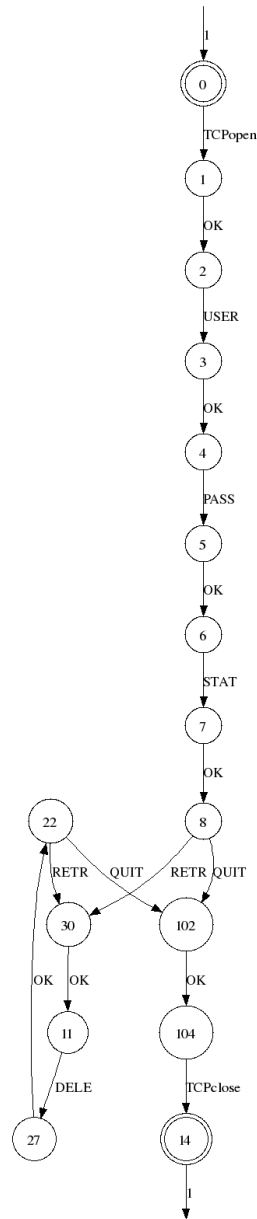 1
0
TCPopen
1
OK
2
USER
3
OK
4
PASS
5
OK
6
STAT
7
OK
22 8
RETR QUIT RETR QUIT
30 102
OK OK
11 104
DELE TCPclose
OK
27 14
1